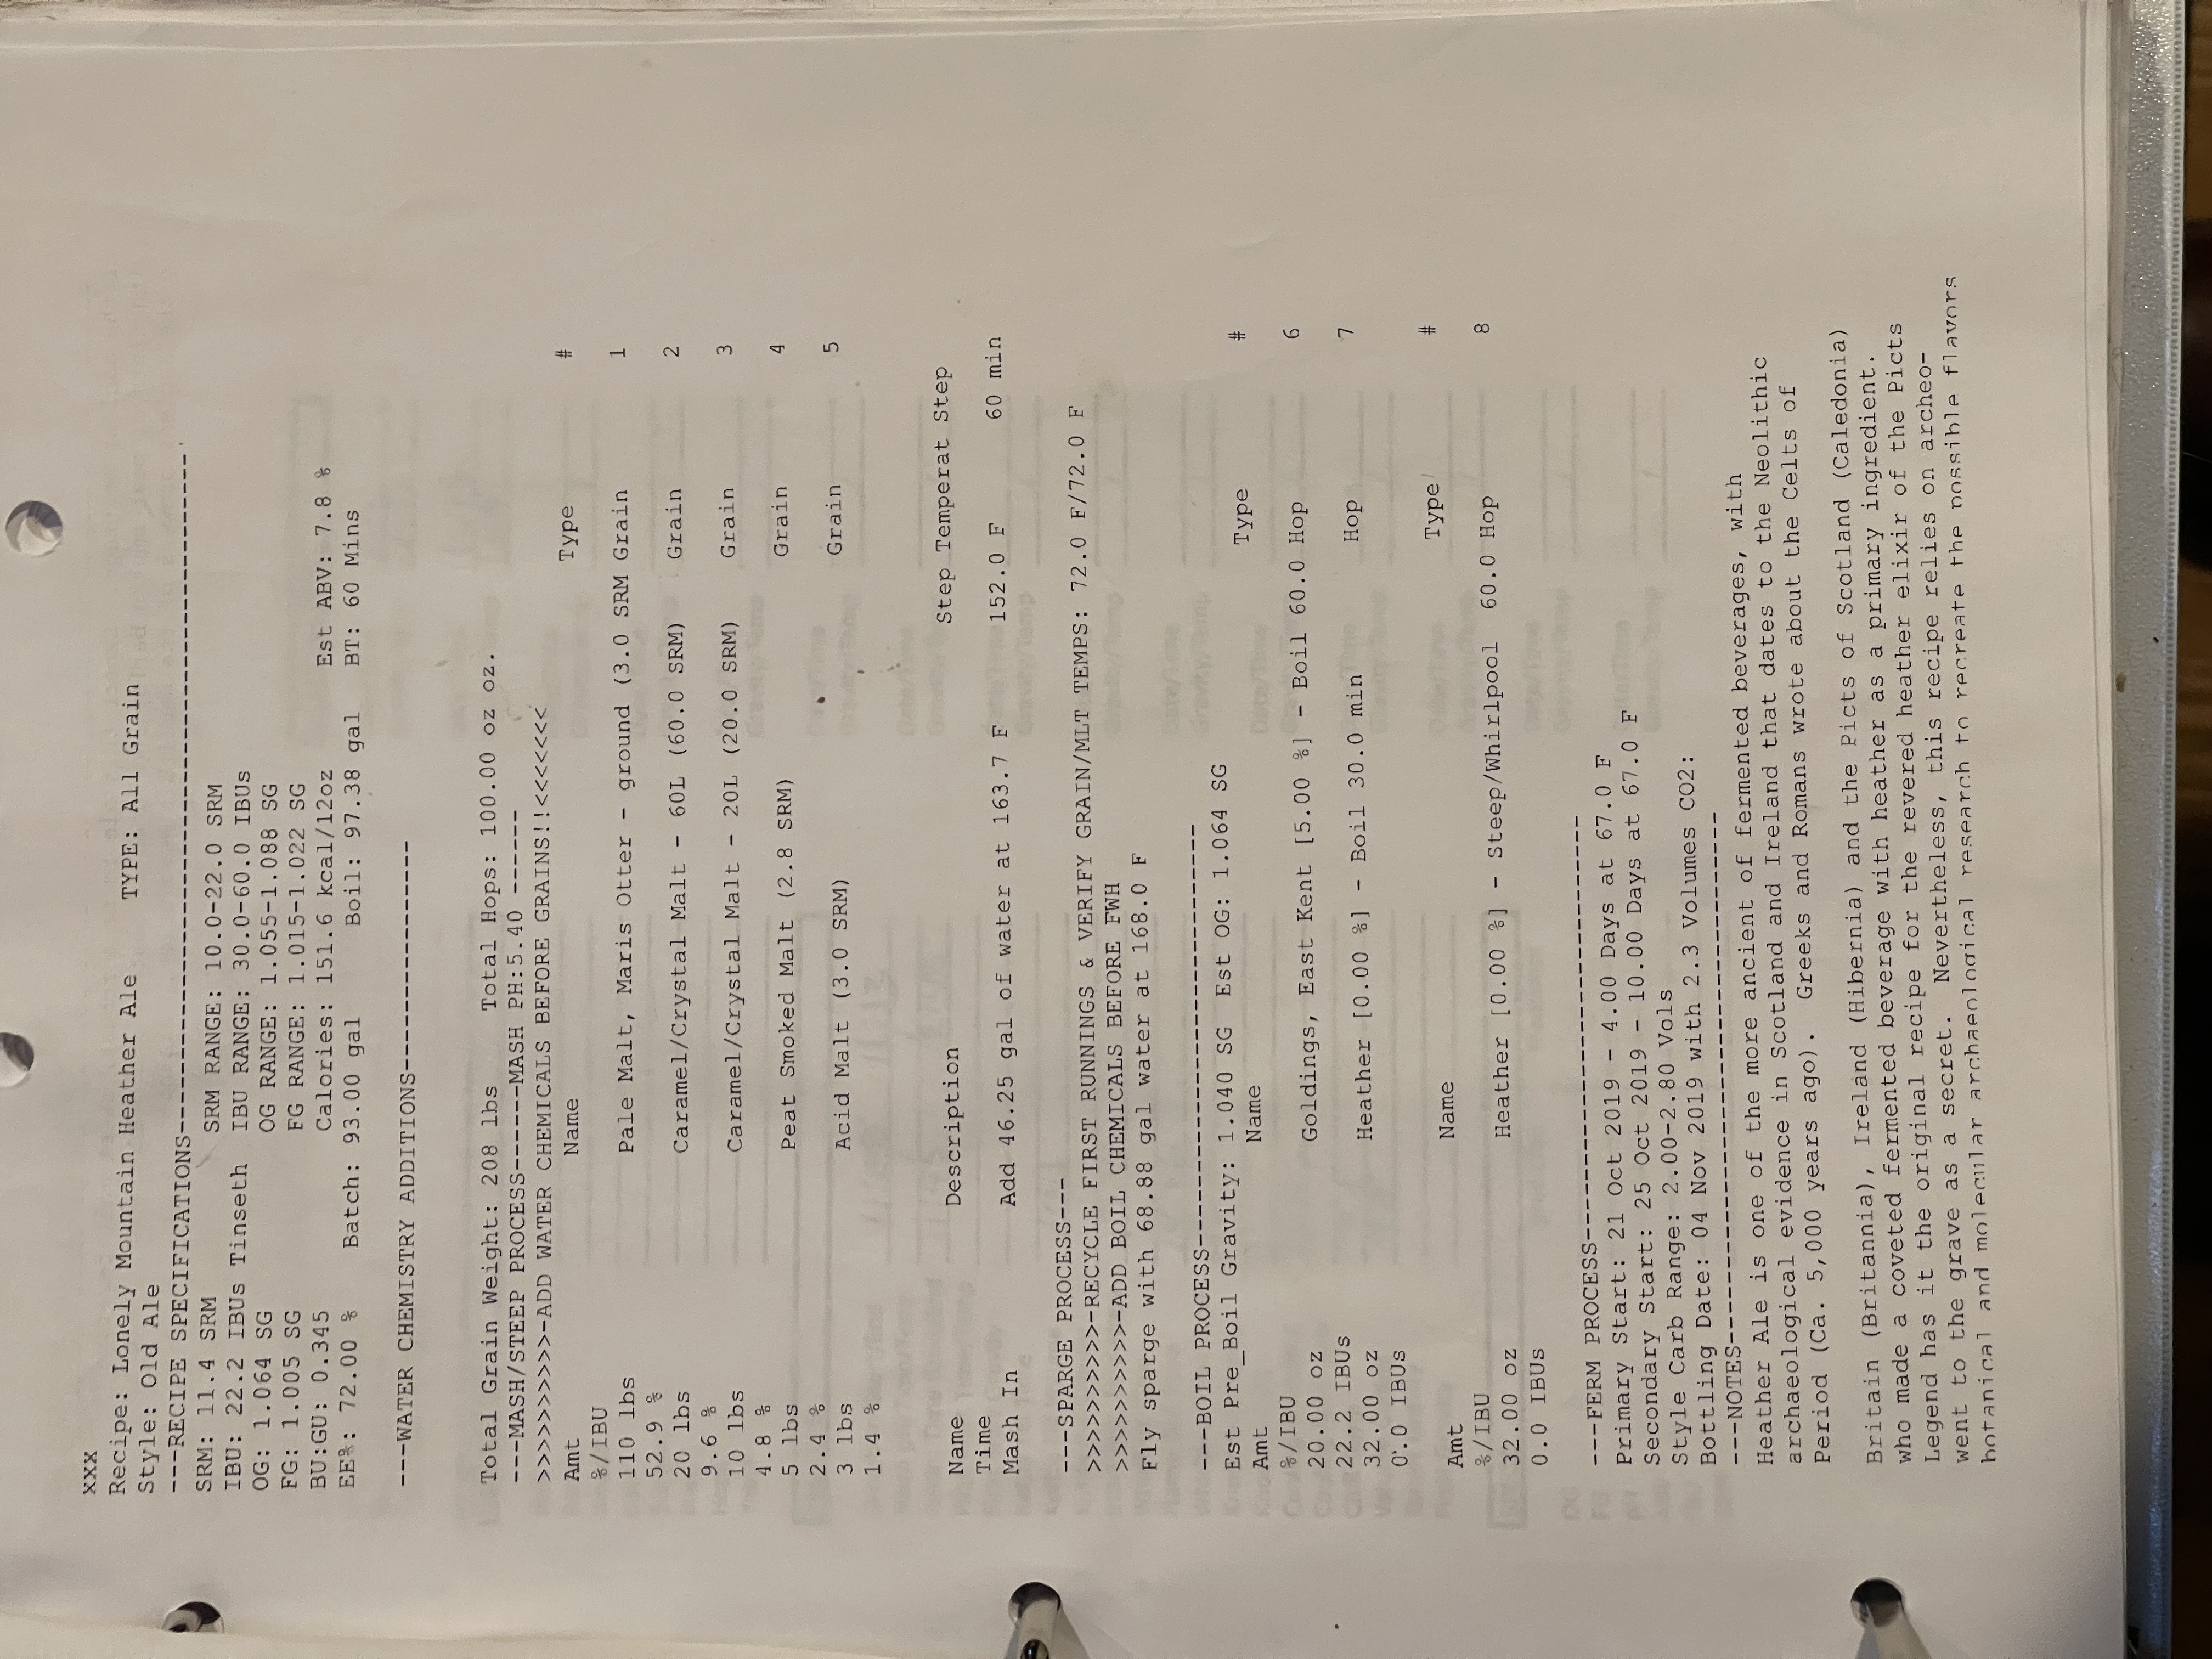 xxx
Recipe: Lonely Mountain Heather Ale TYPE: All Grain
Style: Old Ale
---RECIPE SPECIFICATIONS-----------------------------------------------
SRM: 11.4 SRM SRM RANGE: 10.0-22.0 SRM
IBU: 22.2 IBUs Tinseth IBU RANGE: 30.0-60.0 IBUs
OG: 1.064 SG OG RANGE: 1.055-1.088 SG
FG: 1.005 SG FG RANGE: 1.015-1.022 SG
BU:GU: 0.345 Calories: 151.6 kcal/12oz Est ABV: 7.8 %
EE%: 72.00 % Batch: 93.00 gal Boil: 97.38 gal BT: 60 Mins
---WATER CHEMISTRY ADDITIONS----------------
Total Grain Weight: 208 lbs Total Hops: 100.00 oz oz.
---MASH/STEEP PROCESS------MASH PH:5.40 ------
>>>>>>>>>>-ADD WATER CHEMICALS BEFORE GRAINS!!<<<<<<<
Amt Name Type #
%/IBU
110 lbs Pale Malt, Maris Otter - ground (3.0 SRM Grain 1
52.9 %
20 lbs Caramel/Crystal Malt - 60L (60.0 SRM) Grain 2
9.6 %
10 lbs Caramel/Crystal Malt - 20L (20.0 SRM) Grain 3
4.8 %
5 lbs Peat Smoked Malt (2.8 SRM) Grain 4
2.4 %
3 lbs Acid Malt (3.0 SRM) Grain 5
1.4 %
Name Description Step Temperat Step
Time
Mash In Add 46.25 gal of water at 163.7 F 152.0 F 60 min
---SPARGE PROCESS---
>>>>>>>>>>-RECYCLE FIRST RUNNINGS & VERIFY GRAIN/MLT TEMPS: 72.0 F/72.0 F
>>>>>>>>>>-ADD BOIL CHEMICALS BEFORE FWH
Fly sparge with 68.88 gal water at 168.0 F
---BOIL PROCESS-----------------------------
Est Pre_Boil Gravity: 1.040 SG Est OG: 1.064 SG
Amt Name Type #
%/IBU
20.00 oz Goldings, East Kent [5.00 %] - Boil 60.0 Hop 6
22.2 IBUs
32.00 oz Heather [0.00 %] - Boil 30.0 min Hop 7
0.0 IBUs
Amt Name Type #
%/IBU
32.00 oz Heather [0.00 %] - Steep/Whirlpool 60.0 Hop 8
0.0 IBUs
---FERM PROCESS-----------------------------
Primary Start: 21 Oct 2019 - 4.00 Days at 67.0 F
Secondary Start: 25 Oct 2019 - 10.00 Days at 67.0 F
Style Carb Range: 2.00-2.80 Vols
Bottling Date: 04 Nov 2019 with 2.3 Volumes CO2:
---NOTES------------------------------------
Heather Ale is one of the more ancient of fermented beverages, with
archaeological evidence in Scotland and Ireland that dates to the Neolithic
Period (Ca. 5,000 years ago). Greeks and Romans wrote about the Celts of
Britain (Britannia), Ireland (Hibernia) and the Picts of Scotland (Caledonia)
who made a coveted fermented beverage with heather as a primary ingredient.
Legend has it the original recipe for the revered heather elixir of the Picts
went to the grave as a secret. Nevertheless, this recipe relies on archeo-
botanical and molecular archaeological research to recreate the possible flavors